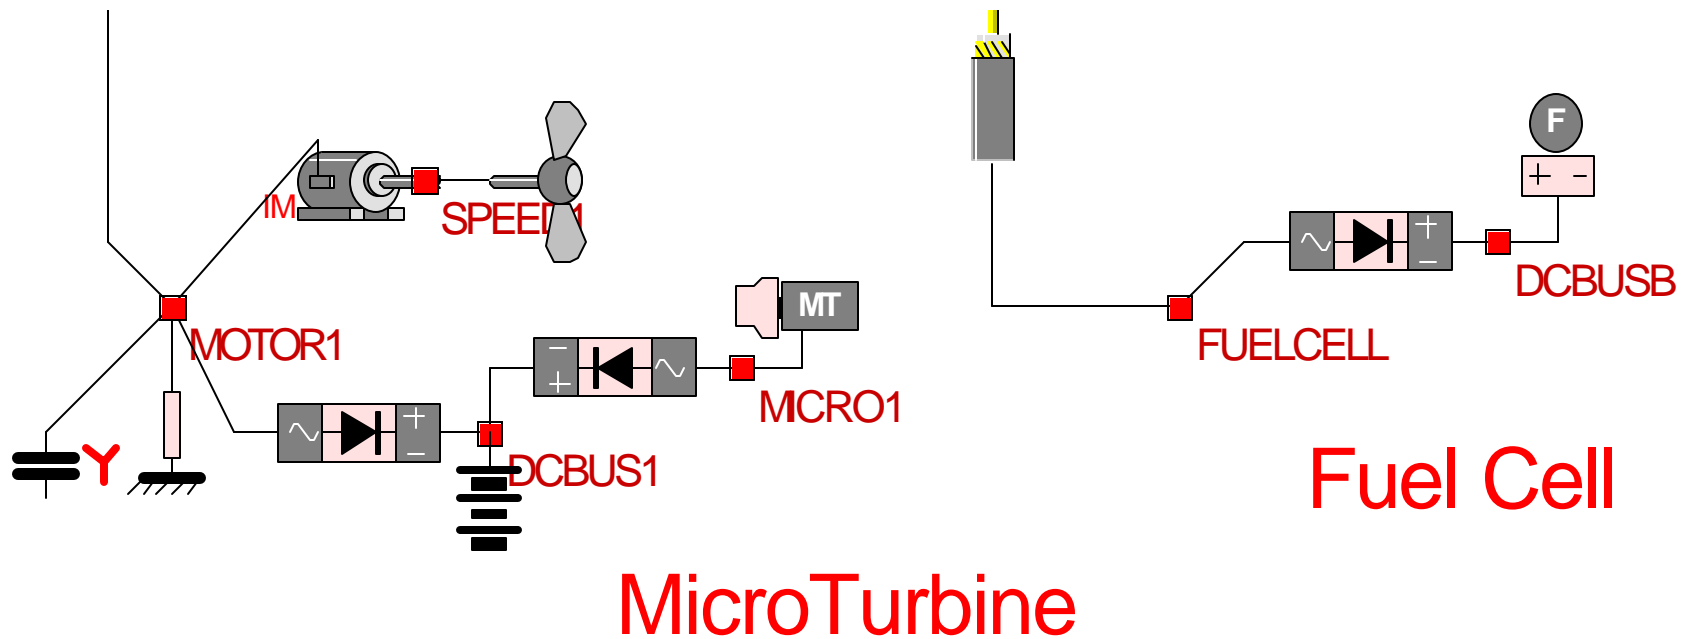 F
+ −
IM
SPEED1
DCBUSB
MT
MOTOR1
FUELCELL
MICRO1
Y
DCBUS1
Fuel Cell
MicroTurbine